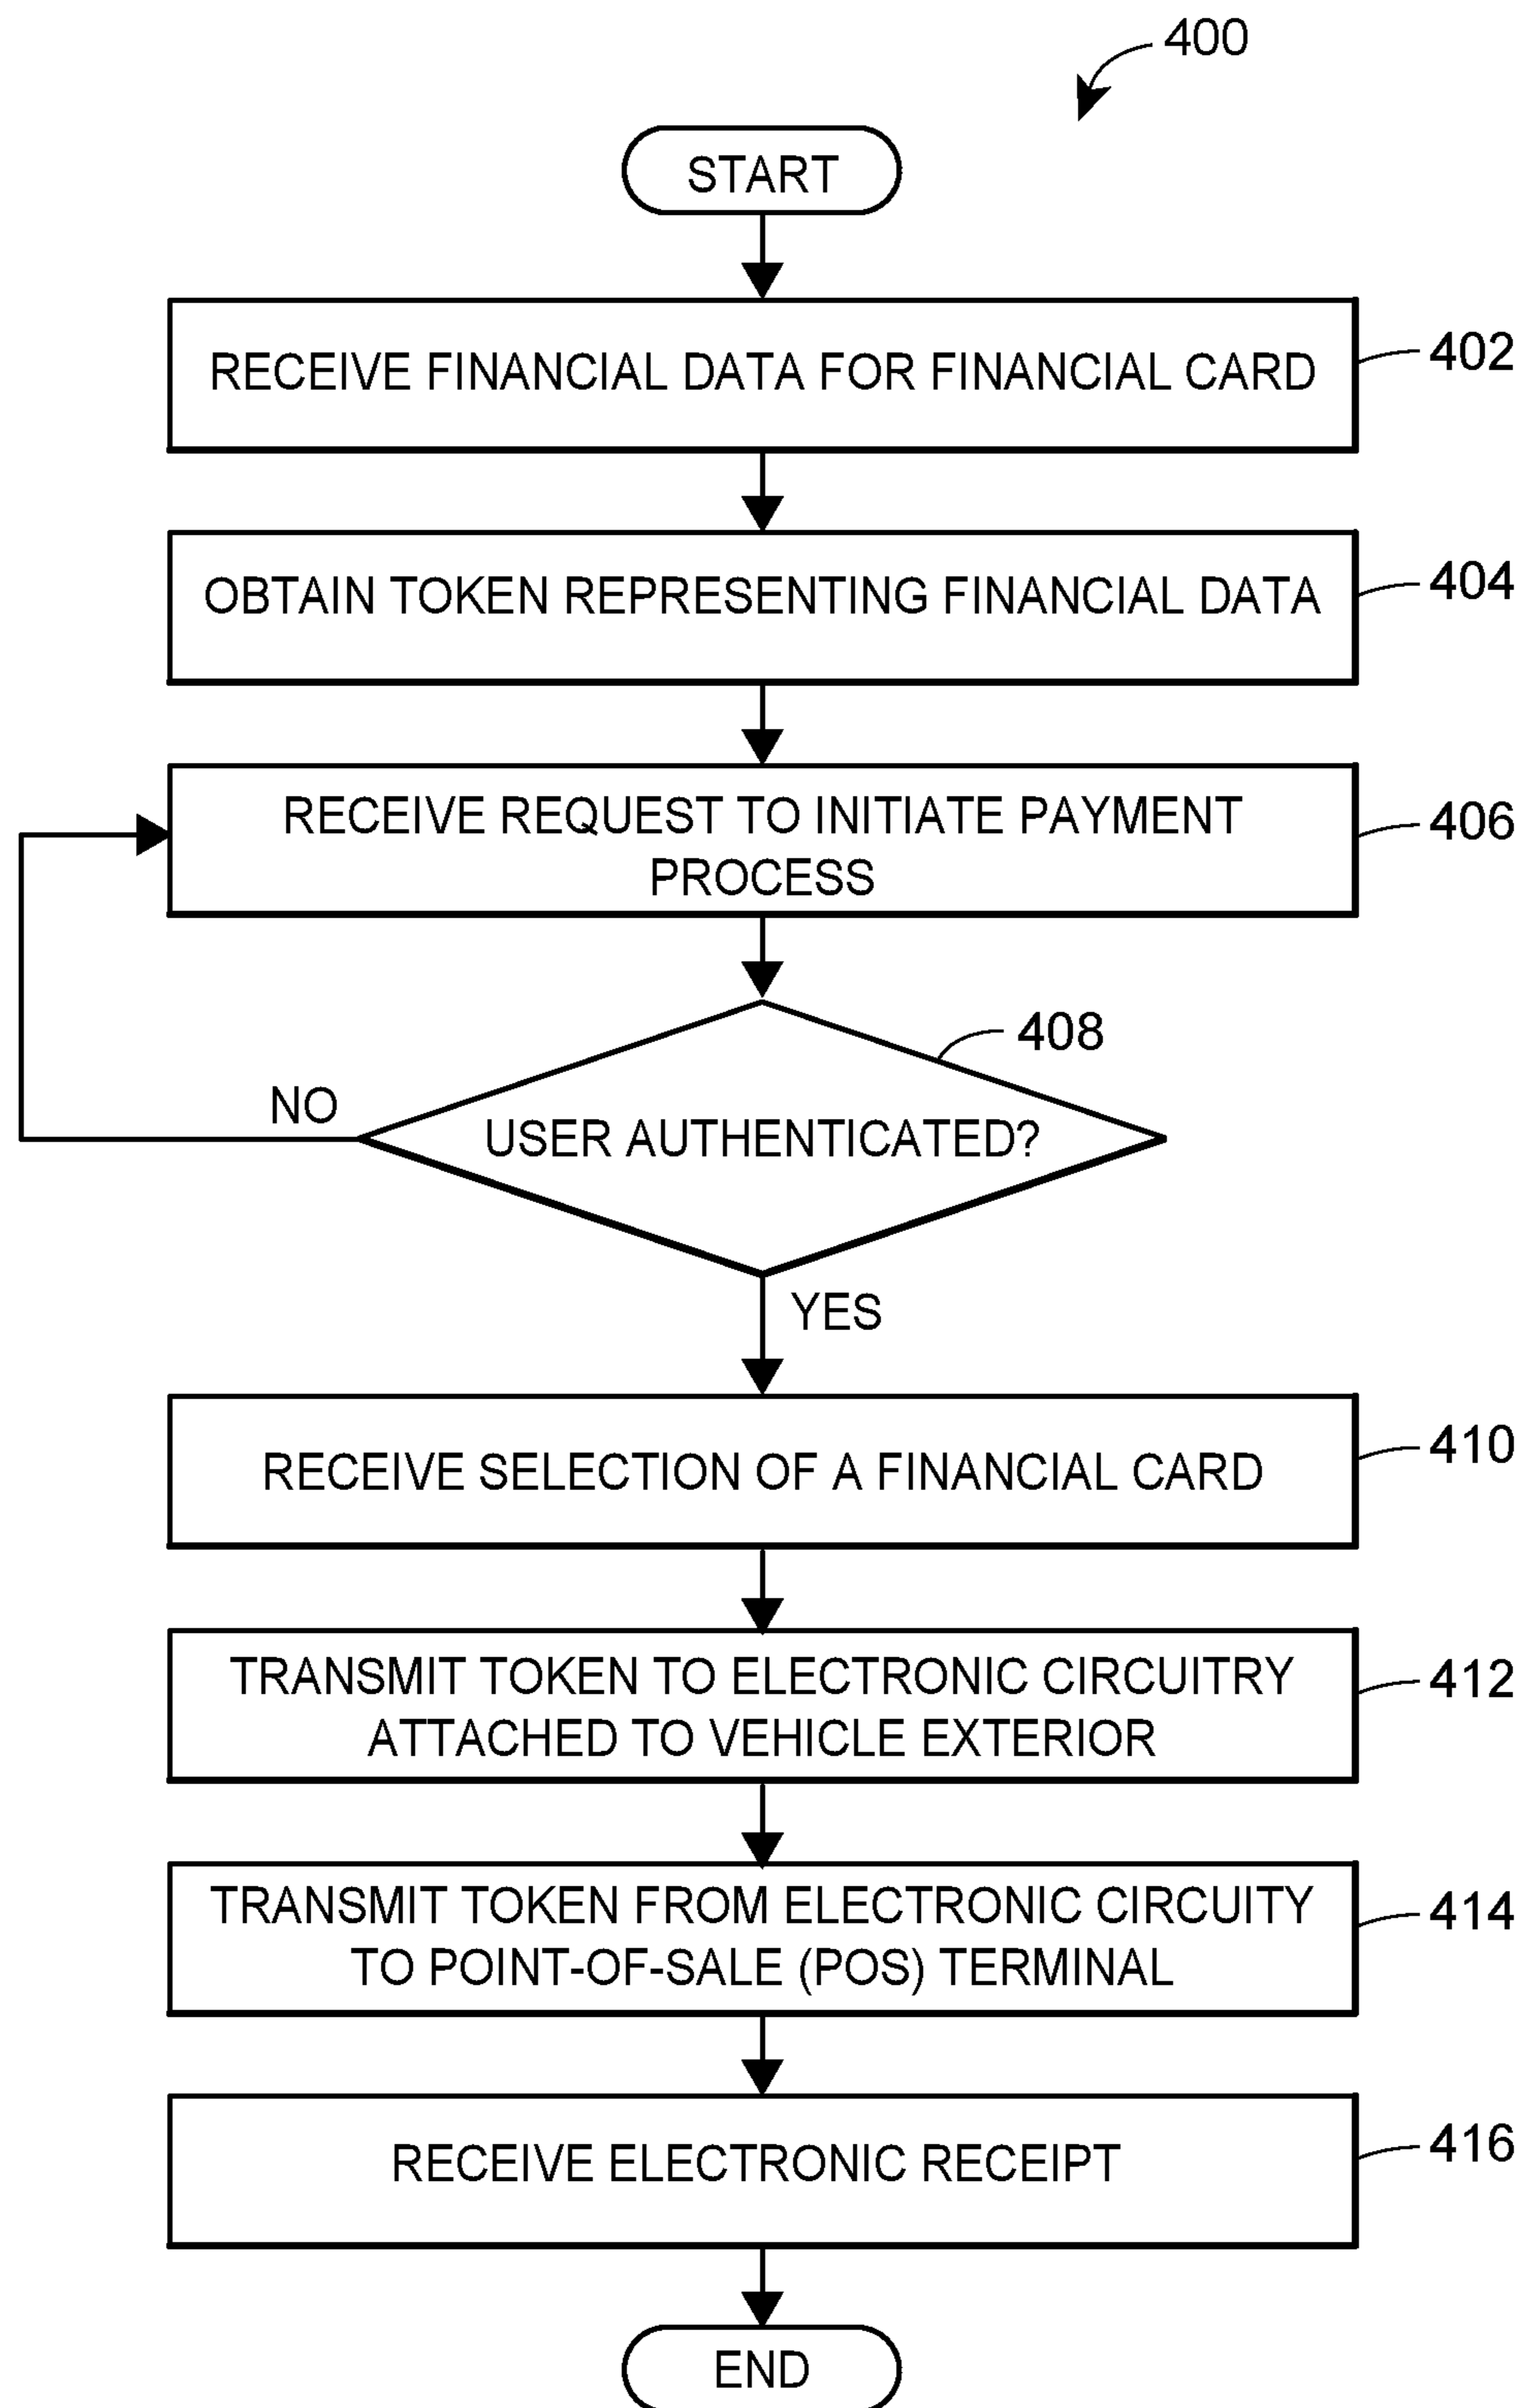 400
START
RECEIVE FINANCIAL DATA FOR FINANCIAL CARD
402
OBTAIN TOKEN REPRESENTING FINANCIAL DATA
404
RECEIVE REQUEST TO INITIATE PAYMENT
PROCESS
406
408
NO
USER AUTHENTICATED?
YES
RECEIVE SELECTION OF A FINANCIAL CARD
410
TRANSMIT TOKEN TO ELECTRONIC CIRCUITRY
ATTACHED TO VEHICLE EXTERIOR
412
TRANSMIT TOKEN FROM ELECTRONIC CIRCUITY
TO POINT-OF-SALE (POS) TERMINAL
414
RECEIVE ELECTRONIC RECEIPT
416
END